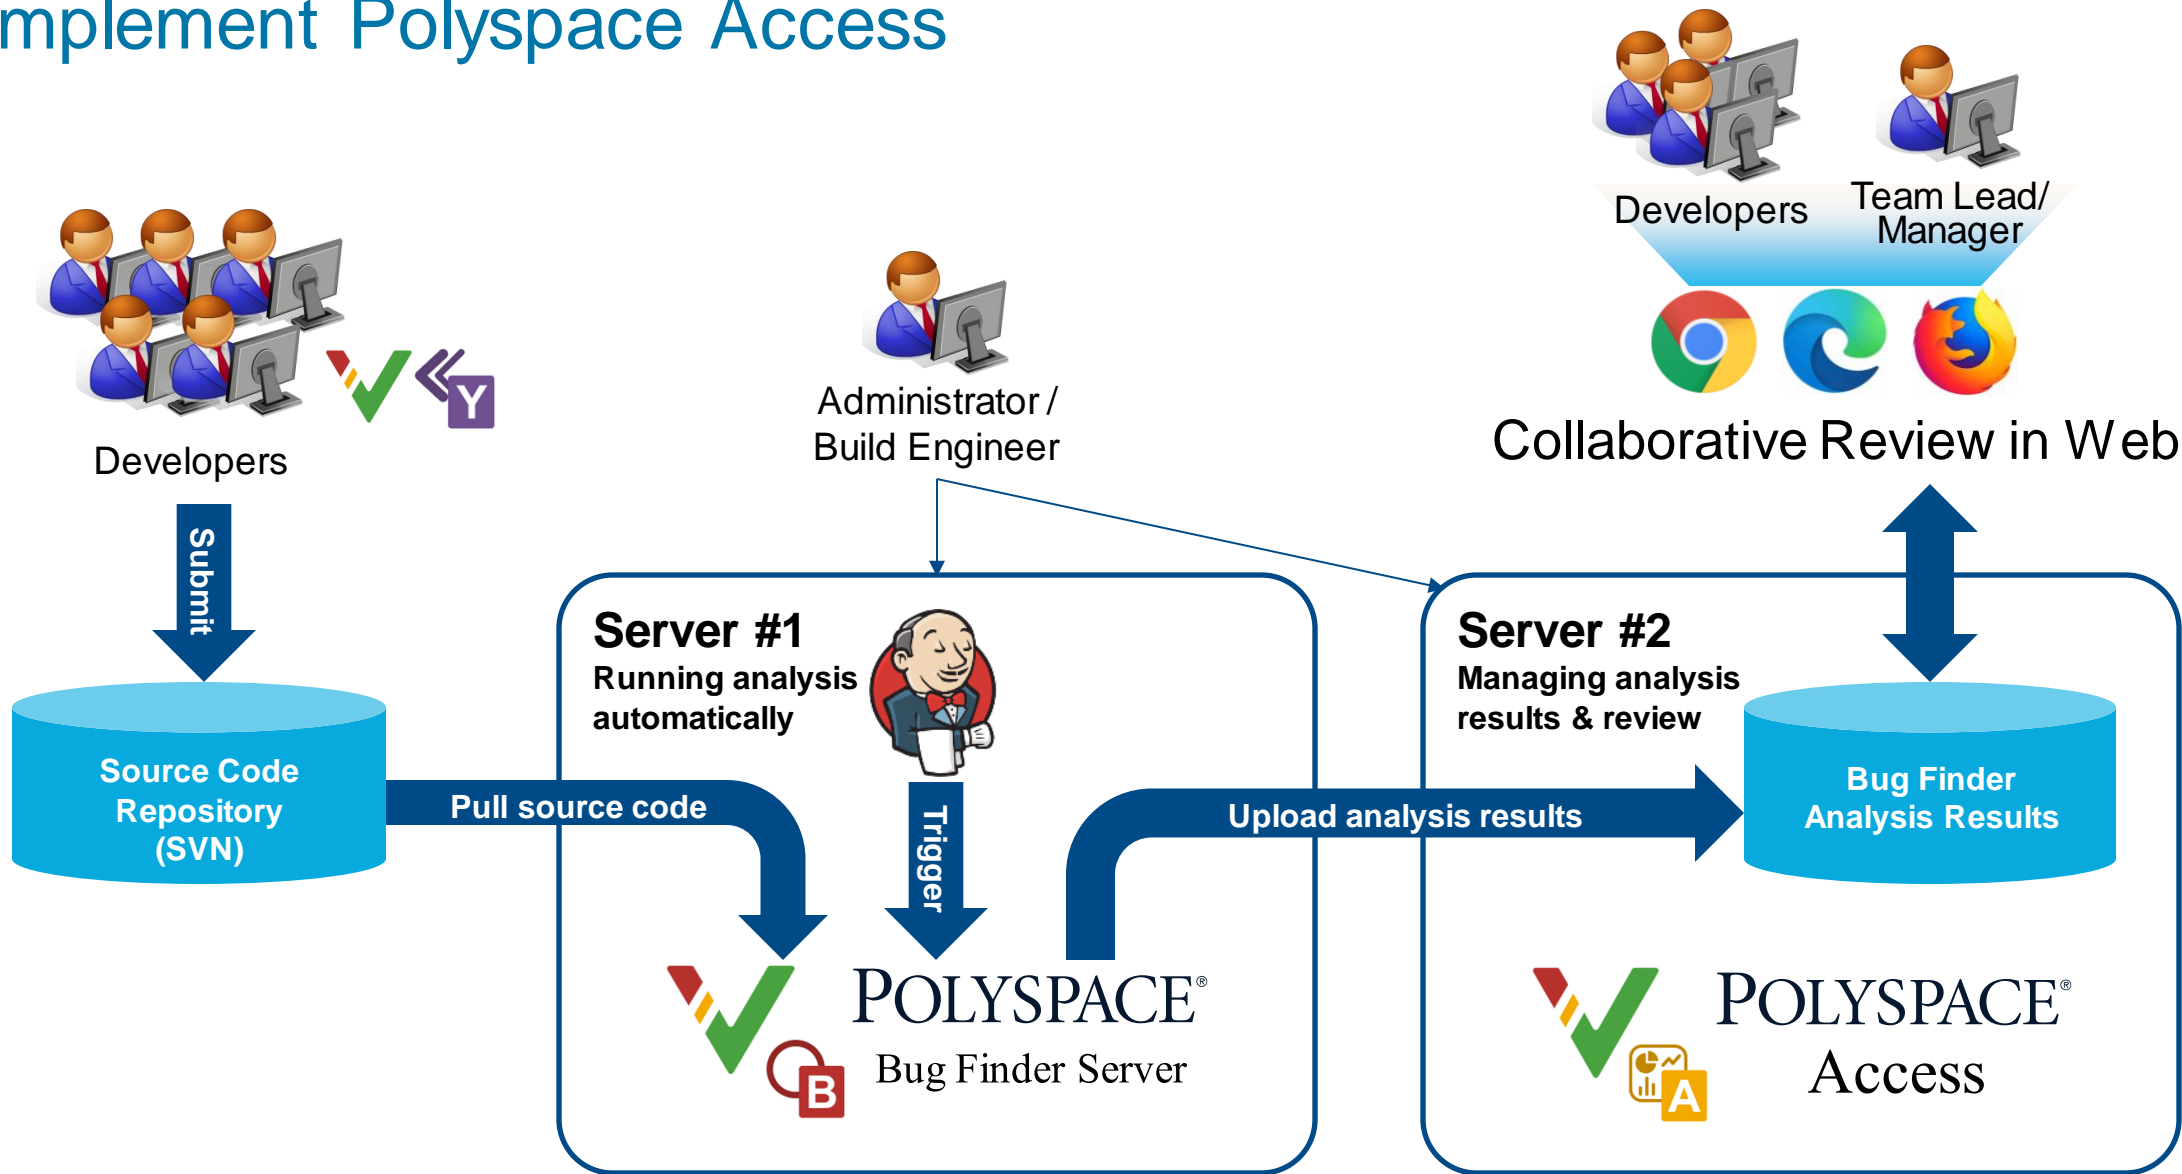 mplement Polyspace Access
Developers
Team Lead/
Manager
Collaborative Review in Web
Developers
Y
Administrator /
Build Engineer
Submit
Source Code
Repository
(SVN)
Pull source code
Server #1
Running analysis
automatically
Trigger
POLYSPACE®
Bug Finder Server
B
Upload analysis results
Server #2
Managing analysis
results & review
Bug Finder
Analysis Results
POLYSPACE®
Access
A